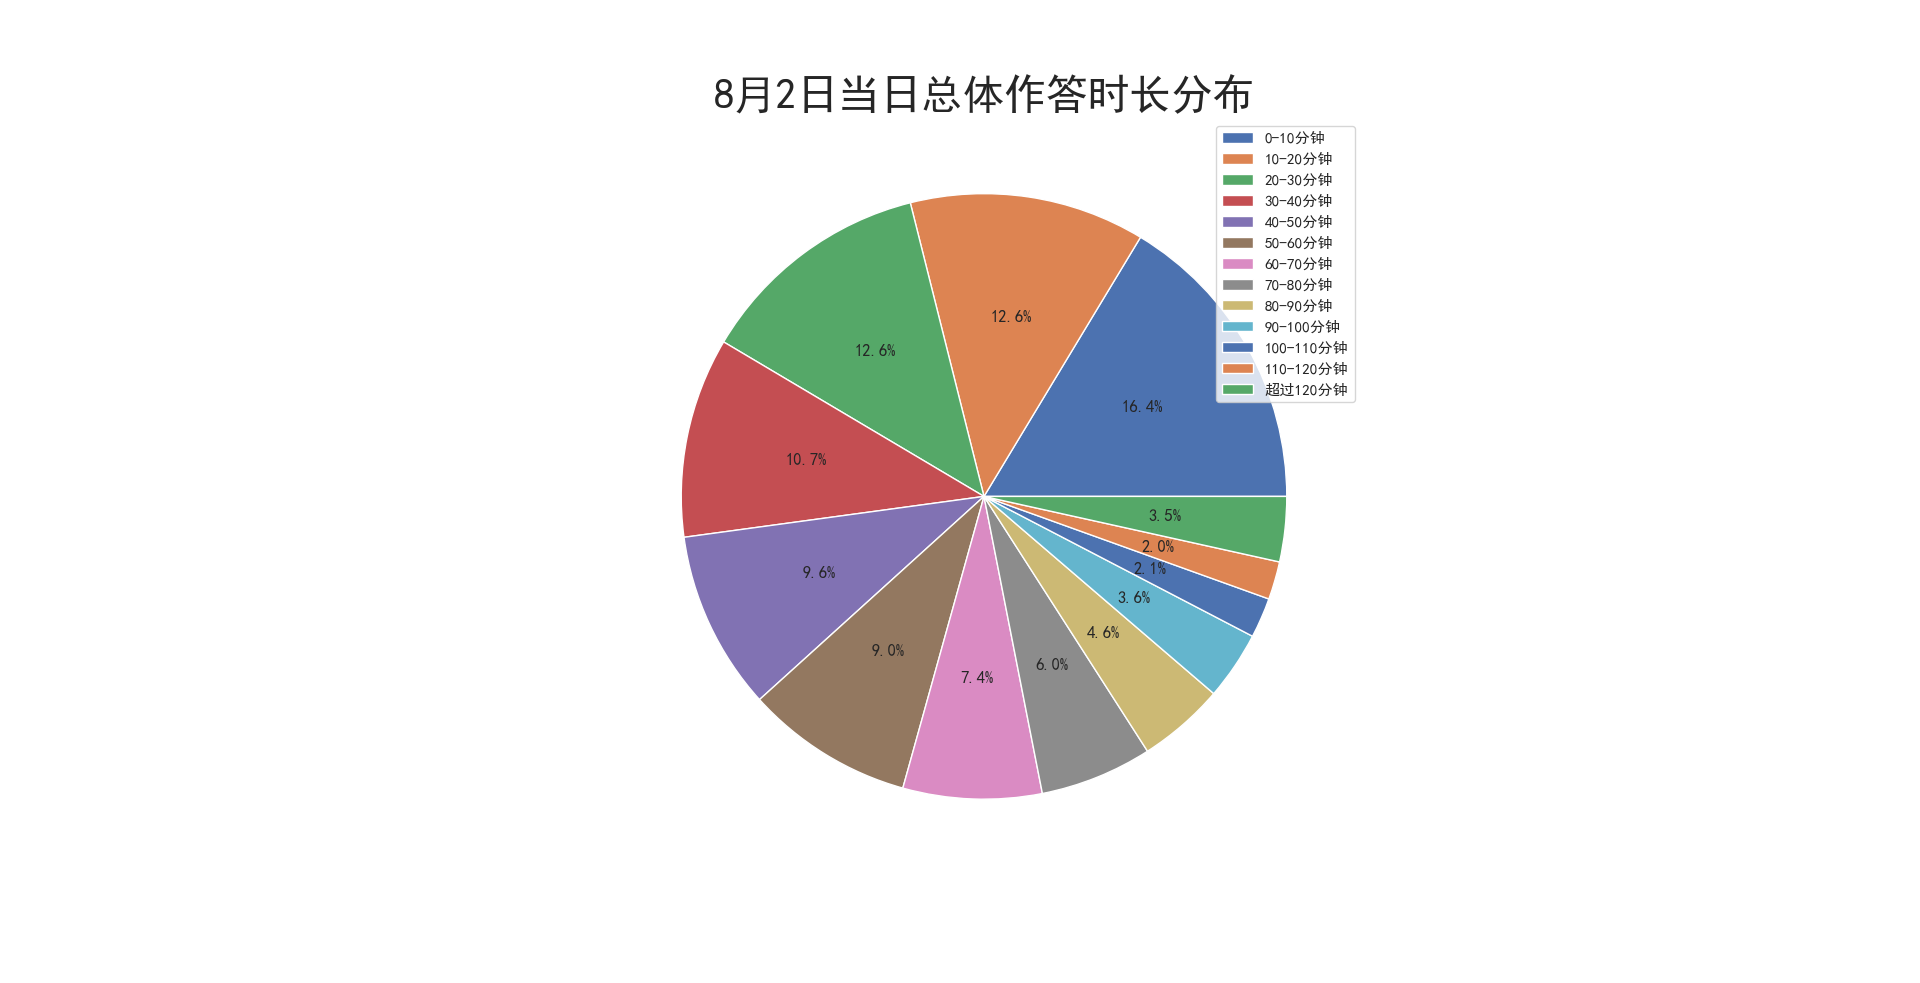 8月2日当日总体作答时长分布
0-10分钟
10-20分钟
20-30分钟
30-40分钟
40-50分钟
50-60分钟
60-70分钟
70-80分钟
80-90分钟
90-100分钟
100-110分钟
110-120分钟
超过120分钟
16.4%
12.6%
12.6%
10.7%
9.6%
9.0%
7.4%
6.0%
4.6%
3.6%
2.1%
2.0%
3.5%